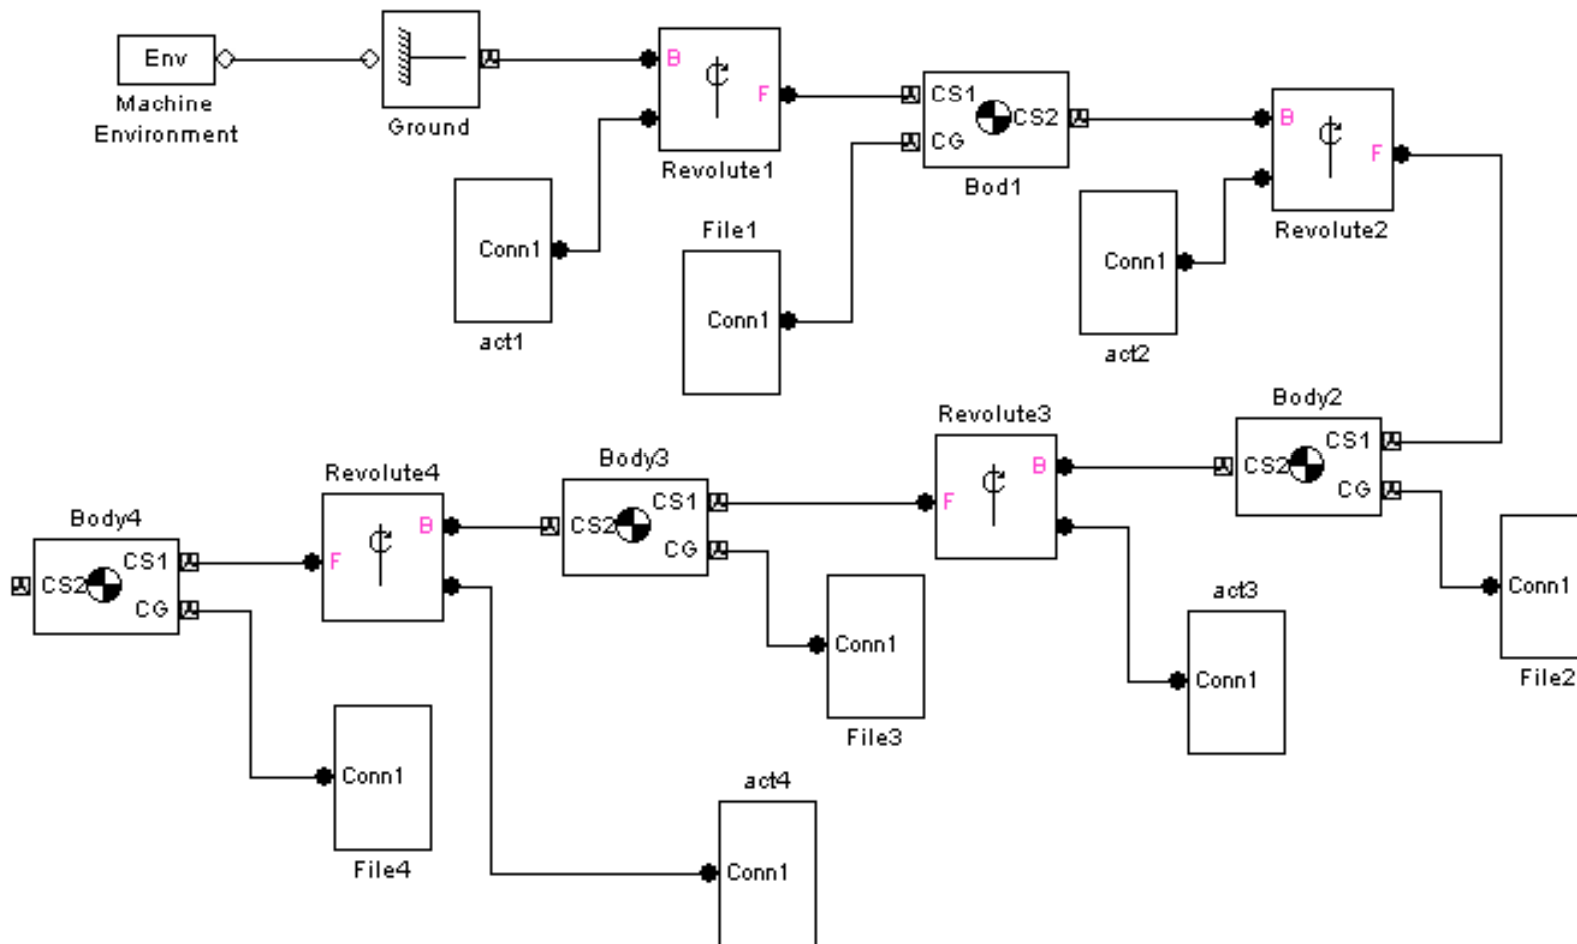 Env
Machine
Environment
Ground
B
F
Revolute1
CS1
CS2
CG
Bod1
B
F
Revolute2
Conn1
act1
File1
Conn1
Conn1
act2
Body2
CS1
CS2
CG
Revolute3
B
F
Body3
CS1
CS2
CG
Revolute4
B
F
Body4
CS1
CS2
CG
Conn1
File2
act3
Conn1
Conn1
File3
Conn1
File4
act4
Conn1